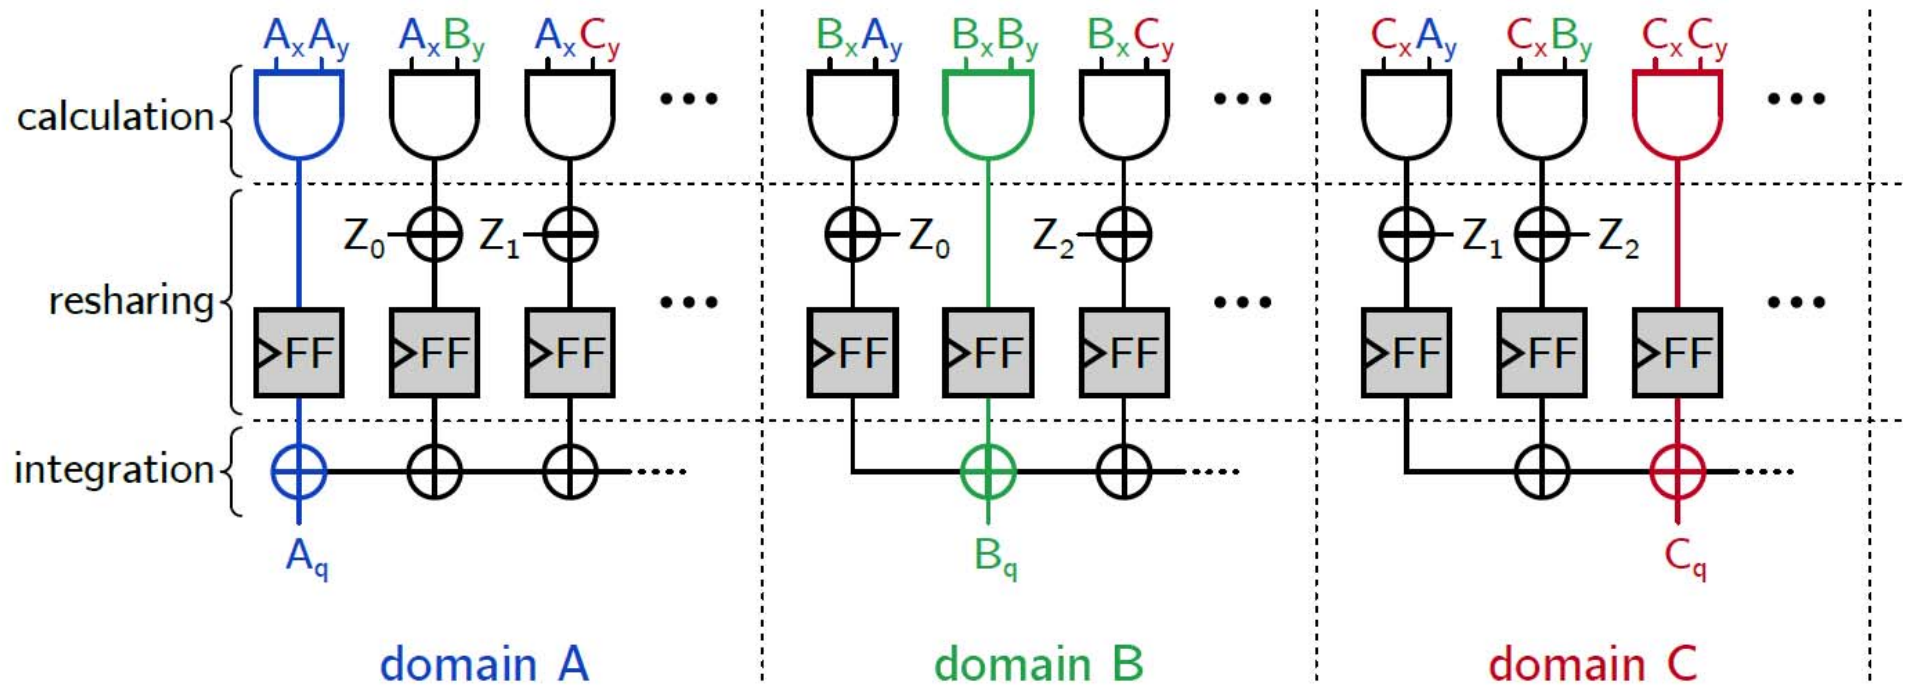 AxAy AxBy AxCy ••• BxAy BxBy BxCy ••• CxAy CxBy CxCy •••
calculation
Z0 Z1 Z0 Z2 Z1 Z2
resharing ••• ••• •••
FF FF FF FF FF FF FF FF FF
integration
Aq Bq Cq
domain A domain B domain C